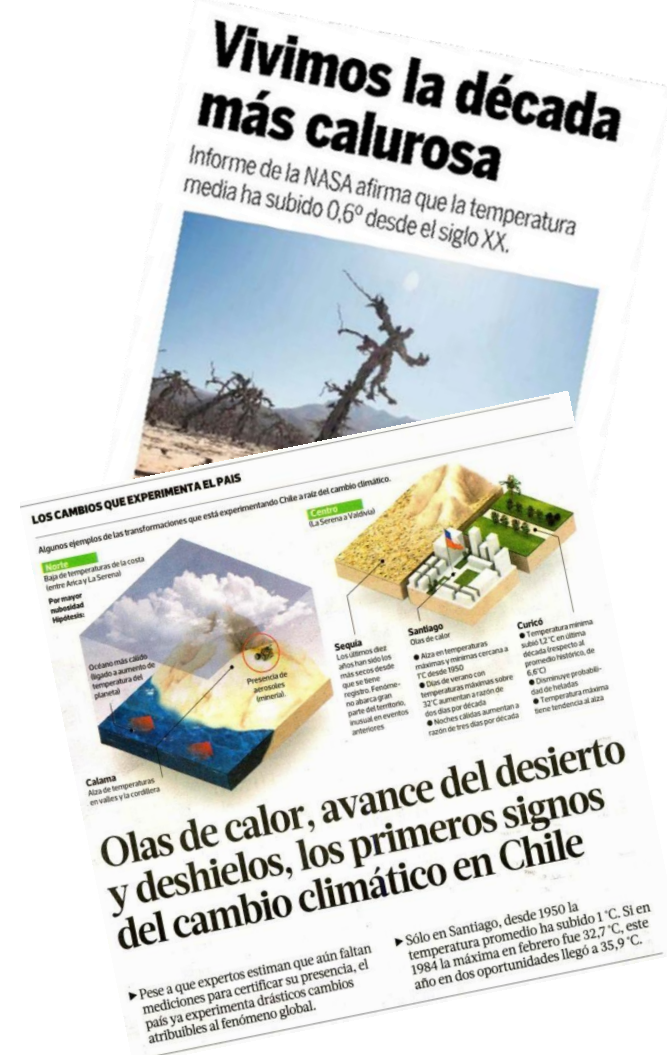 Vivimos la década
más calurosa
Informe de la NASA afirma que la temperatura
media ha subido 0,6º desde el siglo XX.
LOS CAMBIOS QUE EXPERIMENTA EL PAIS
Algunos ejemplos de las transformaciones que está experimentando Chile a raíz del cambio climático.
Norte
Baja de temperaturas de la costa
(entre Arica y La Serena)
Por mayor
nubosidad
Hipótesis:
Océano más cálido
(ligado a aumento de
temperatura del
planeta)
Presencia de
aerosoles
(minería).
Calama
Alza de temperaturas
en valles y la cordillera
Centro
(La Serena a Valdivia)
Sequía
Los últimos diez
años han sido los
más secos desde
que se tiene
registro. Fenóme-
no abarca gran
parte del territorio,
inusual en eventos
anteriores
Santiago
Olas de calor
● Alza en temperaturas
máximas y mínimas cercana a
1°C desde 1950
● Días de verano con
temperaturas máximas sobre
32°C aumentan a razón de
dos días por década
● Noches cálidas aumentan a
razón de tres días por década
Curicó
● Temperatura mínima
subió 1,2°C en última
década (respecto al
promedio histórico, de
6,6°C)
● Disminuye probabili-
dad de heladas
● Temperatura máxima
tiene tendencia al alza
Olas de calor, avance del desierto
y deshielos, los primeros signos
del cambio climático en Chile
▶ Pese a que expertos estiman que aún faltan
mediciones para certificar su presencia, el
país ya experimenta drásticos cambios
atribuibles al fenómeno global.
▶ Sólo en Santiago, desde 1950 la
temperatura promedio ha subido 1 °C. Si en
1984 la máxima en febrero fue 32,7 °C, este
año en dos oportunidades llegó a 35,9 °C.